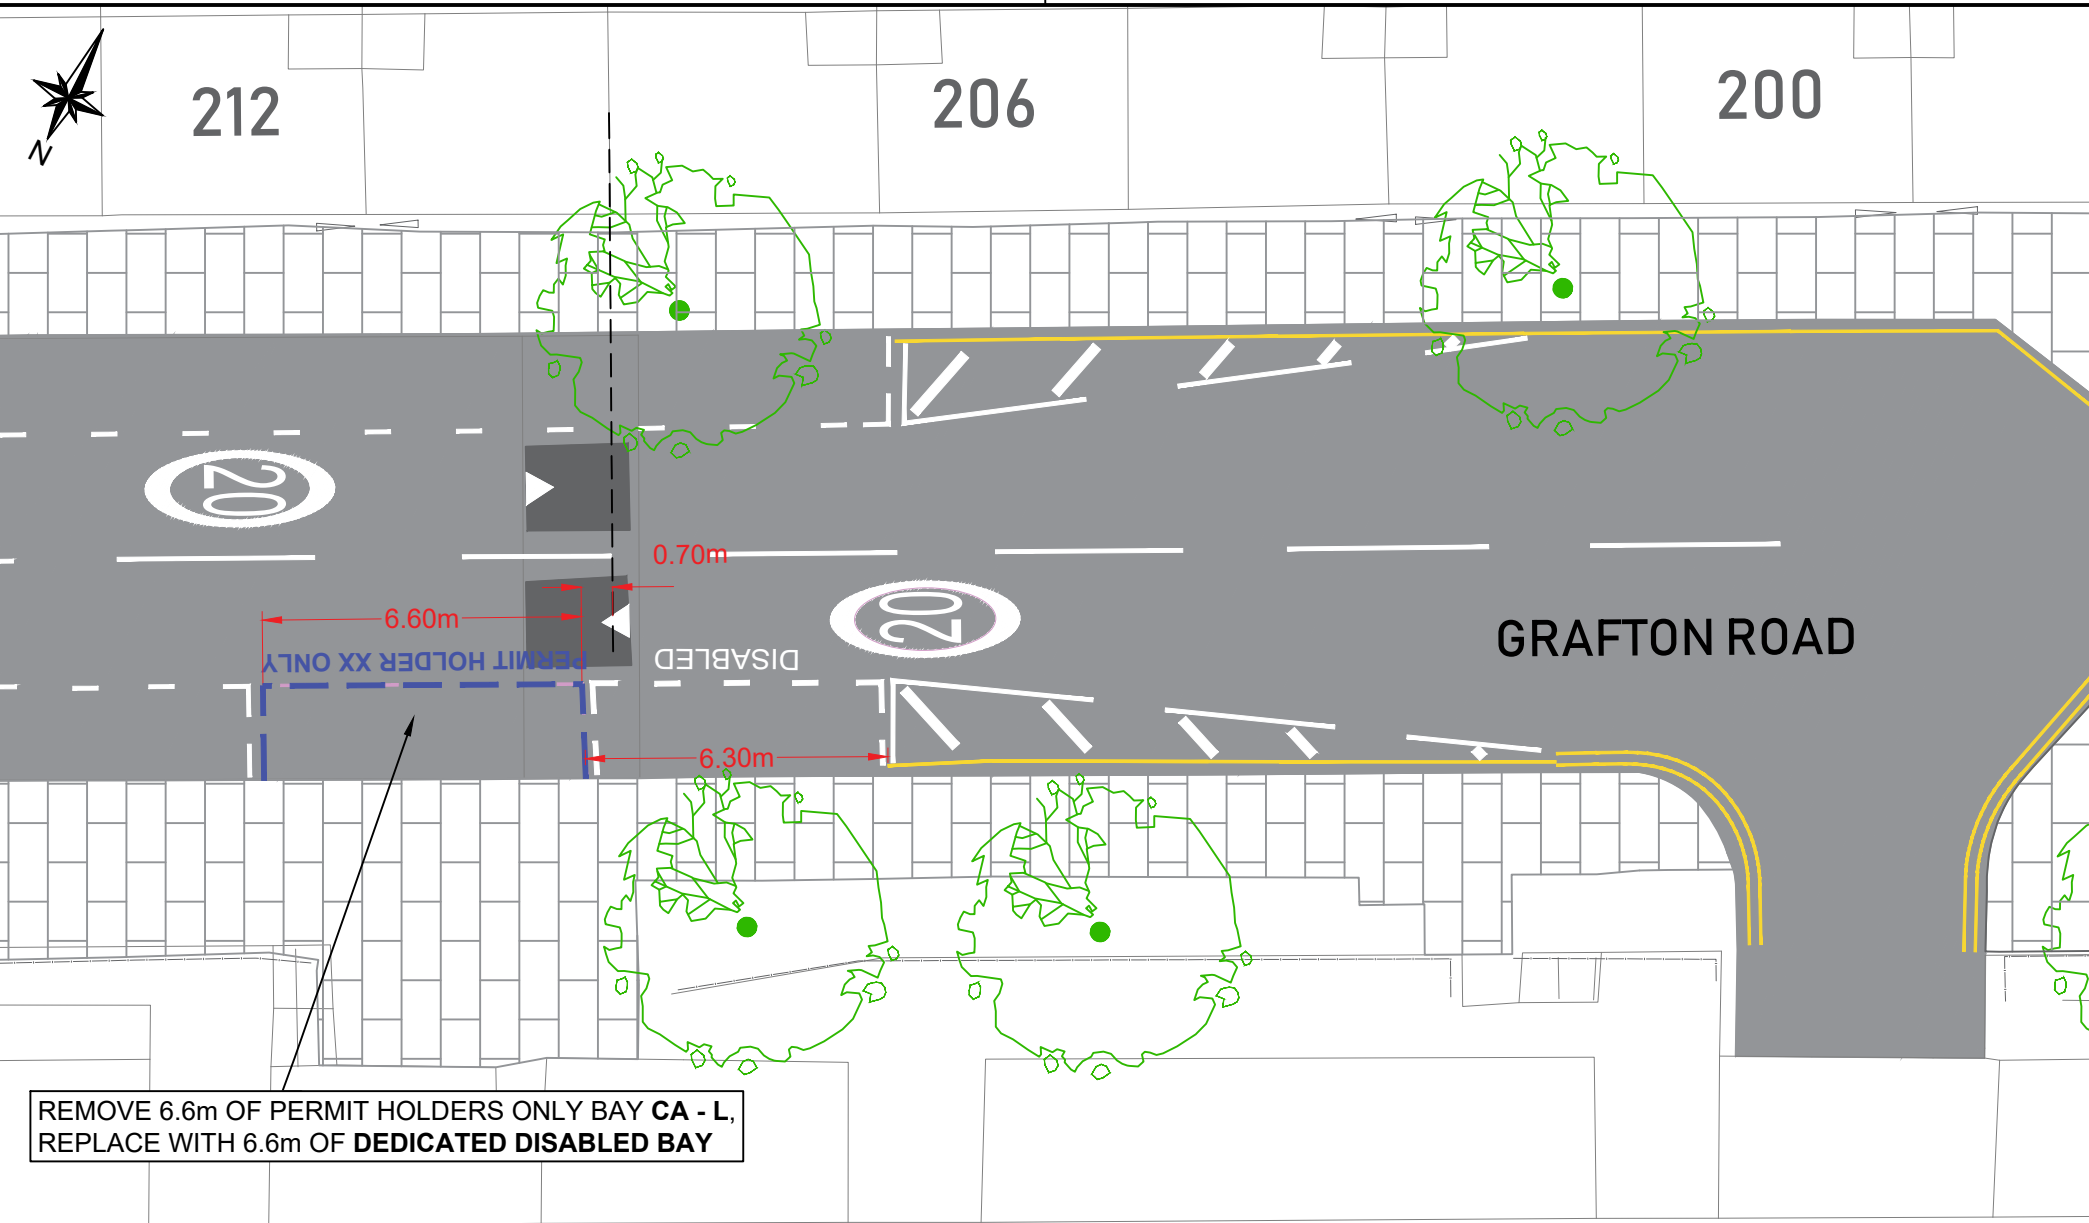 212
206
200
N
20
0.70m
6.60m
PERMIT HOLDER XX ONLY
DISABLED
20
GRAFTON ROAD
6.30m
REMOVE 6.6m OF PERMIT HOLDERS ONLY BAY CA - L,
REPLACE WITH 6.6m OF DEDICATED DISABLED BAY